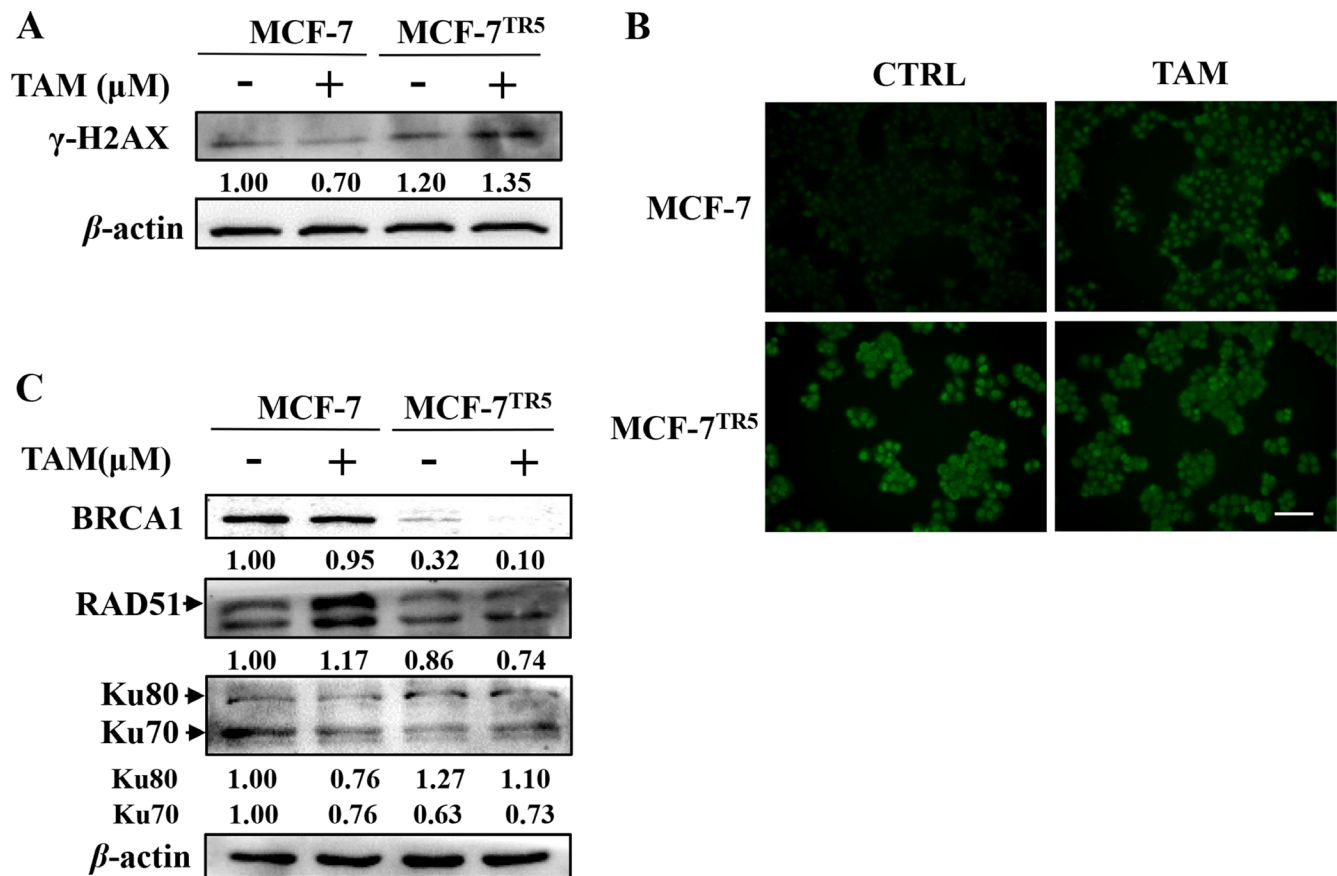 A
MCF-7 MCF-7TR5
TAM (μM) - + - +
γ-H2AX
1.00 0.70 1.20 1.35
β-actin
B
CTRL TAM
MCF-7
MCF-7TR5
C
MCF-7 MCF-7TR5
TAM(μM) - + - +
BRCA1
1.00 0.95 0.32 0.10
RAD51
1.00 1.17 0.86 0.74
Ku80
Ku70
Ku80 1.00 0.76 1.27 1.10
Ku70 1.00 0.76 0.63 0.73
β-actin